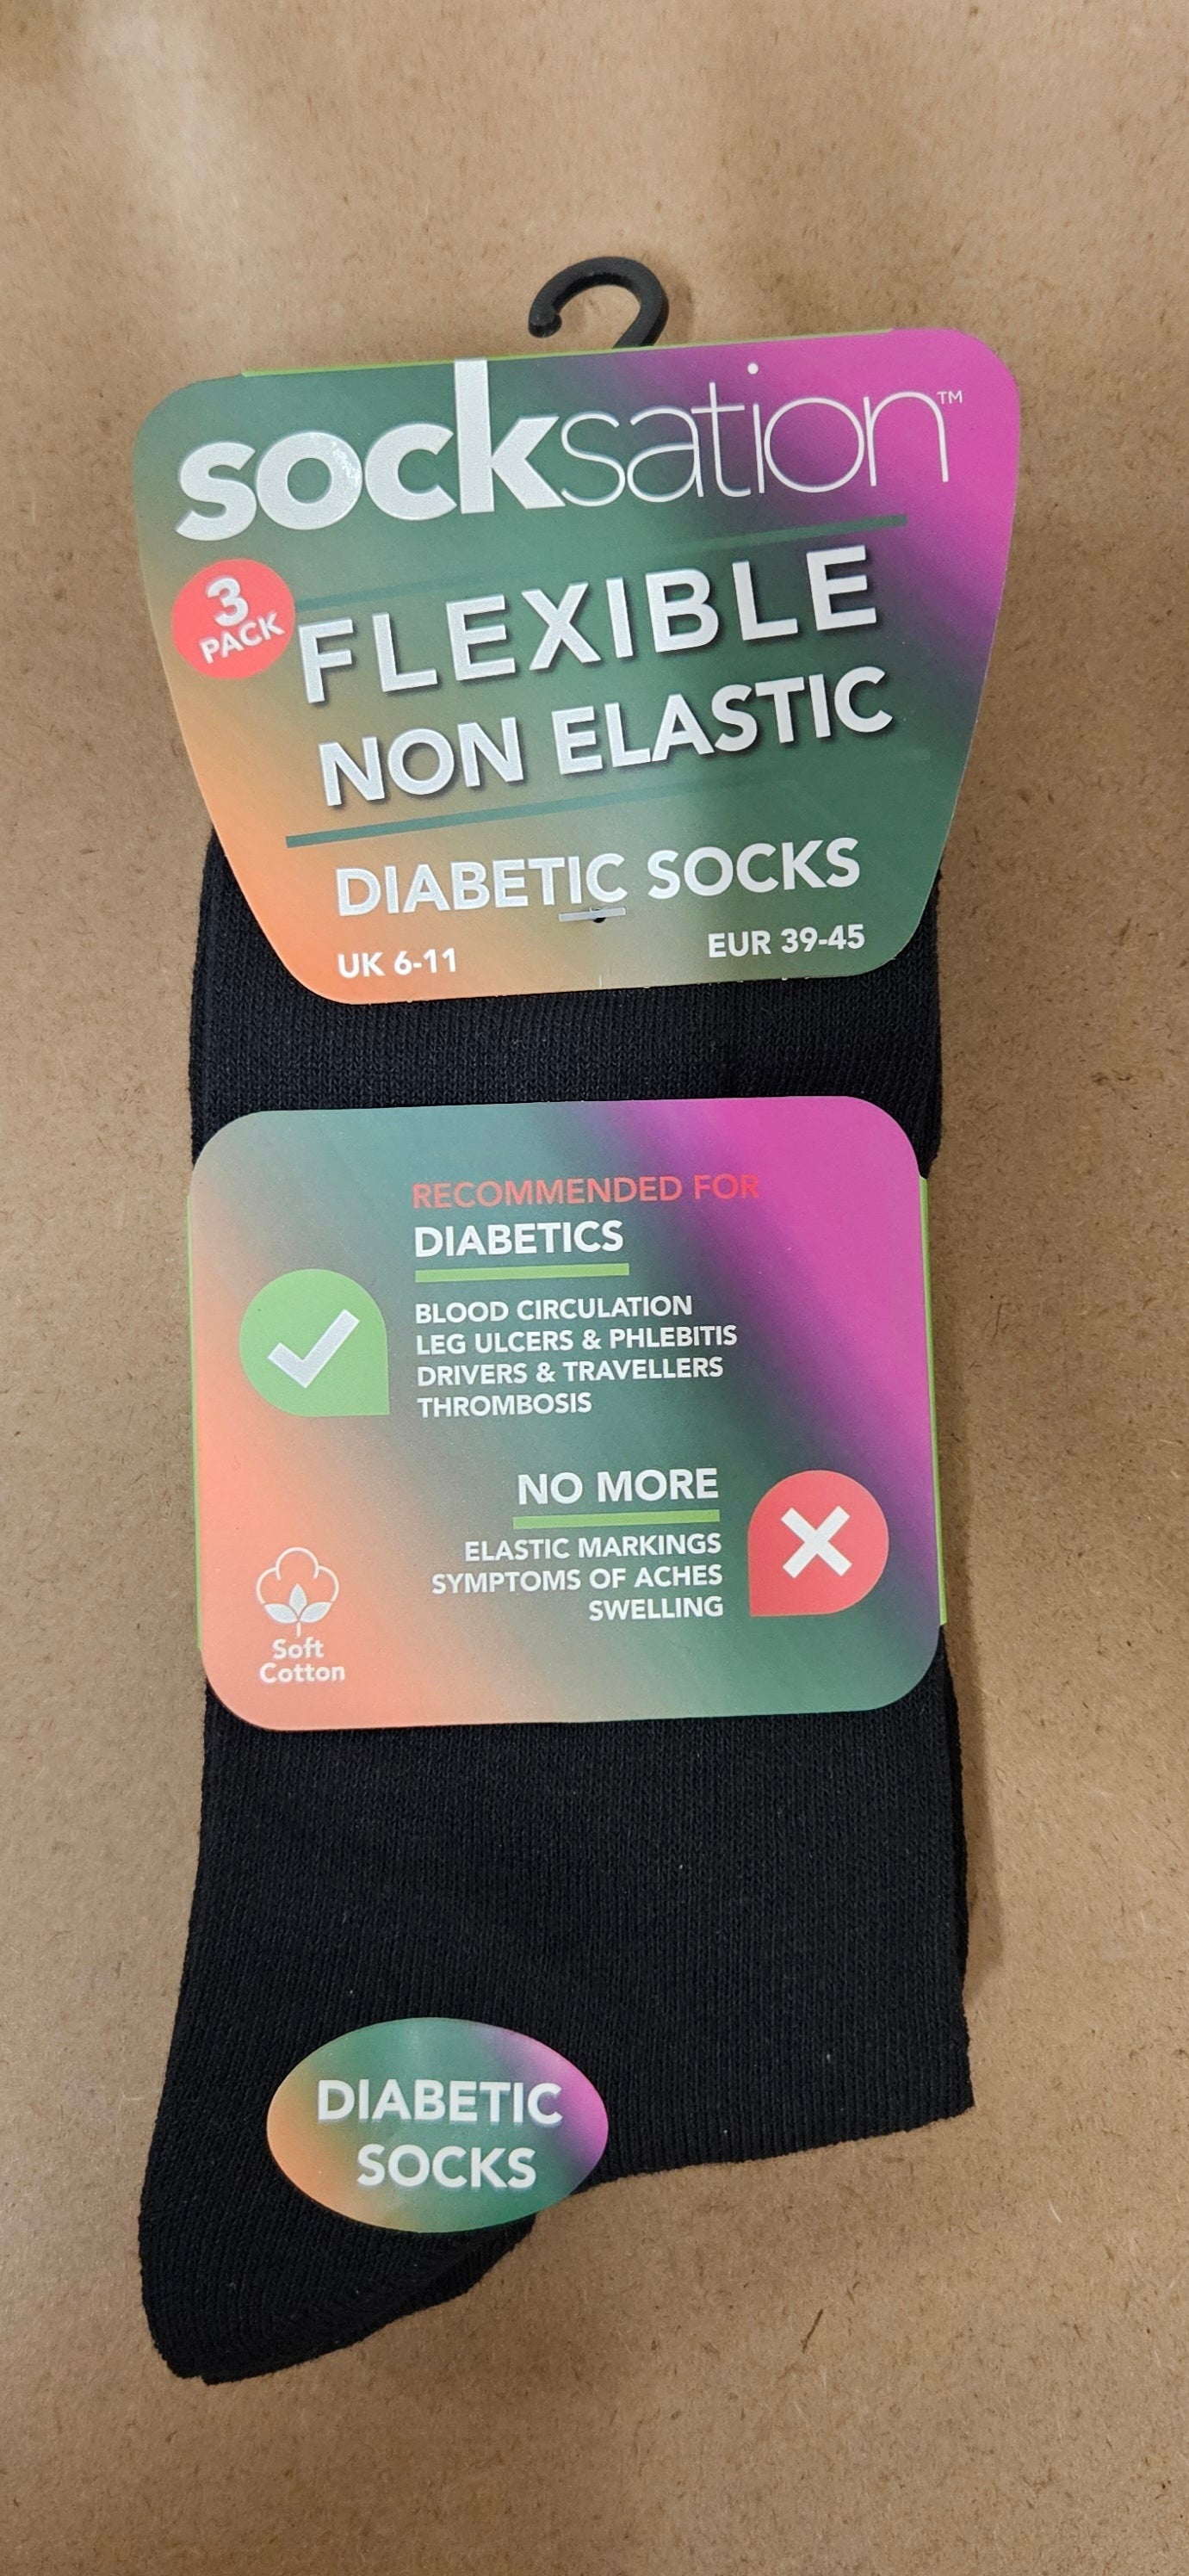 socksation™
3
PACK
FLEXIBLE
NON ELASTIC
DIABETIC SOCKS
UK 6-11
EUR 39-45
RECOMMENDED FOR
DIABETICS
BLOOD CIRCULATION
LEG ULCERS & PHLEBITIS
DRIVERS & TRAVELLERS
THROMBOSIS
NO MORE
ELASTIC MARKINGS
SYMPTOMS OF ACHES
SWELLING
Soft
Cotton
DIABETIC
SOCKS